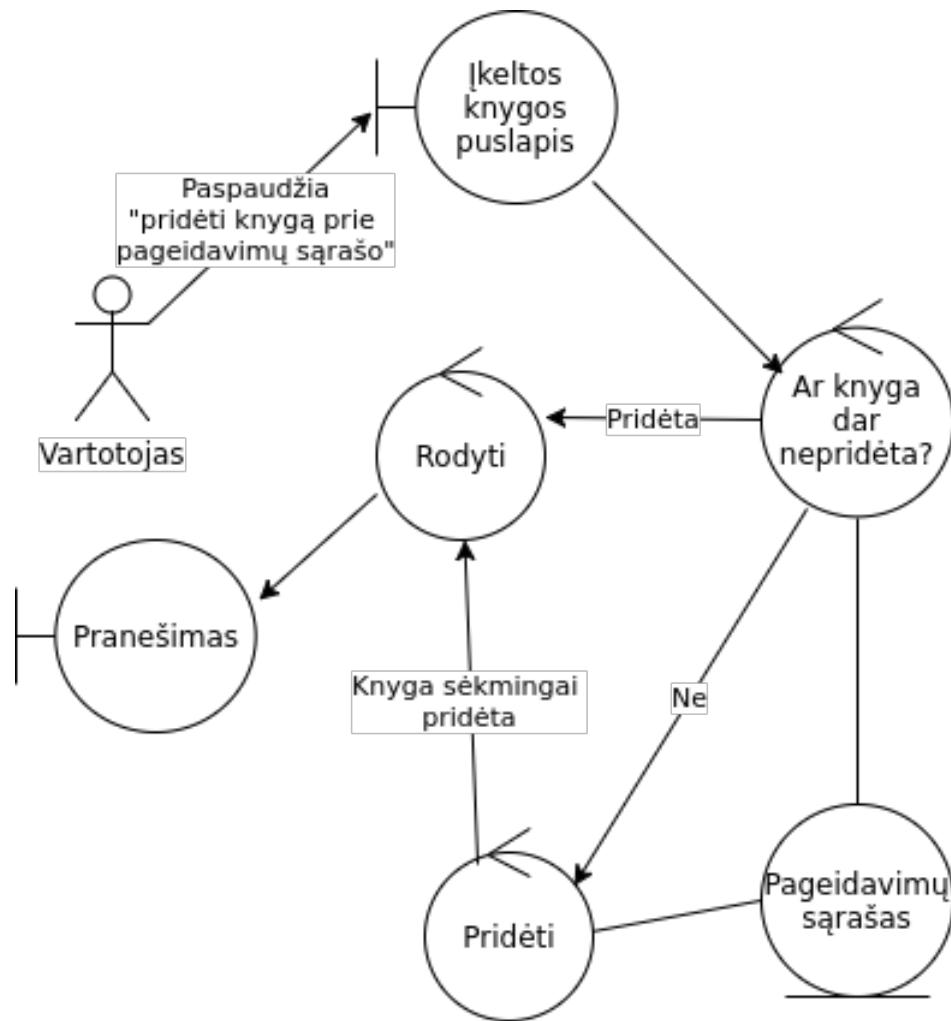 Įkeltos
knygos
puslapis
Paspaudžia
"pridėti knygą prie
pageidavimų sąrašo"
Vartotojas
Ar knyga
dar
nepridėta?
Pridėta
Rodyti
Pranešimas
Knyga sėkmingai
pridėta
Ne
Pridėti
Pageidavimų
sąrašas